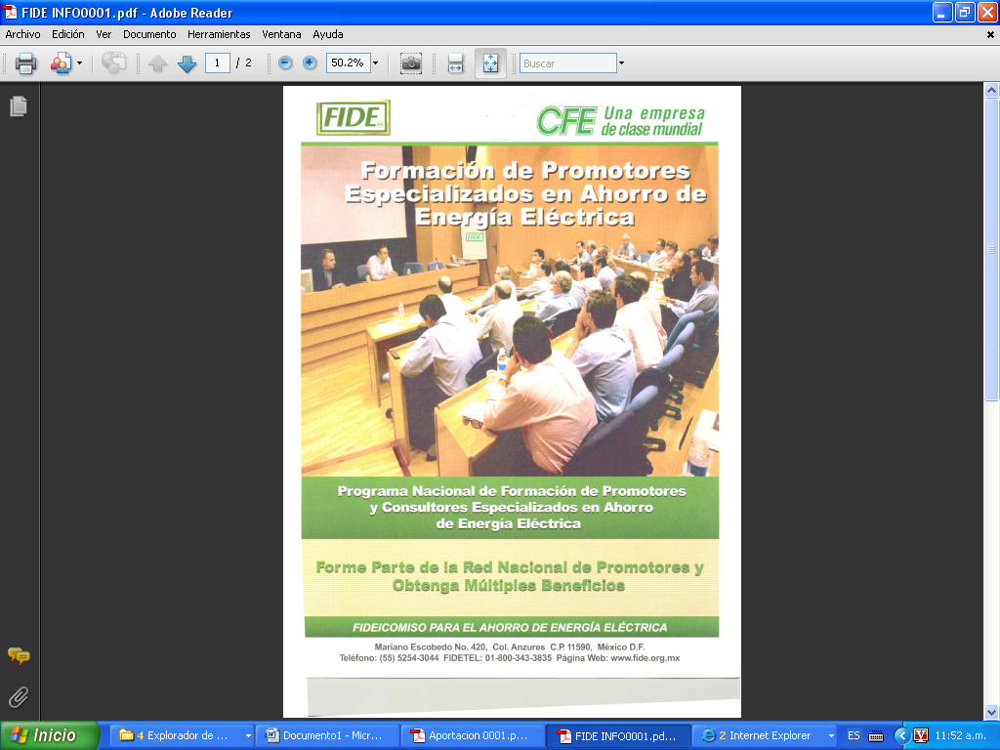 FIDE INFO0001.pdf - Adobe Reader
Archivo Edición Ver Documento Herramientas Ventana Ayuda
1 / 2 50.2% Buscar
FIDE
CFE Una empresa
de clase mundial
Formación de Promotores
Especializados en Ahorro de
Energía Eléctrica
FIDE
Programa Nacional de Formación de Promotores
y Consultores Especializados en Ahorro
de Energía Eléctrica
Forme Parte de la Red Nacional de Promotores y
Obtenga Múltiples Beneficios
FIDEICOMISO PARA EL AHORRO DE ENERGÍA ELÉCTRICA
Mariano Escobedo No. 420, Col. Anzures C.P. 11590, México D.F.
Teléfono: (55) 5254-3044 FIDETEL: 01-800-343-3835 Página Web: www.fide.org.mx
Inicio 4 Explorador de ... Documento1 - Micr... Aportacion 0001.p... FIDE INFO0001.pd... 2 Internet Explorer ES 11:52 a.m.